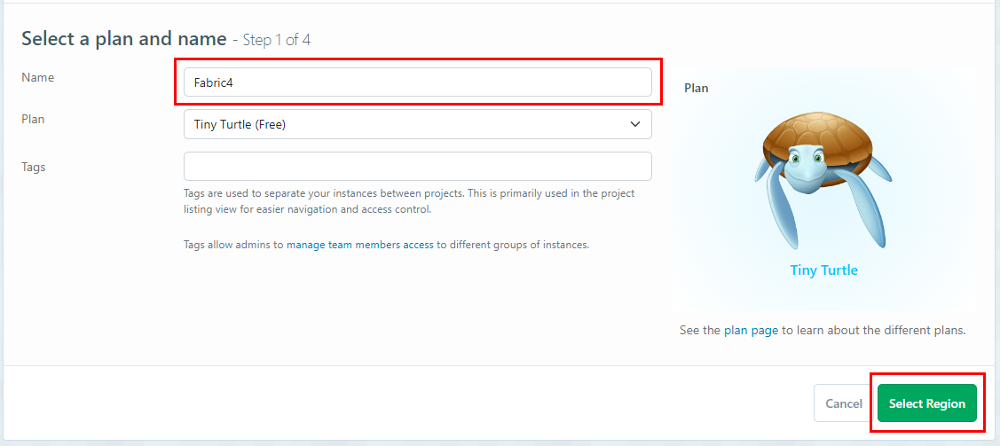 Select a plan and name - Step 1 of 4
Name
Fabric4
Plan
Tiny Turtle (Free)
Tags
Tags are used to separate your instances between projects. This is primarily used in the project
listing view for easier navigation and access control.
Tags allow admins to manage team members access to different groups of instances.
Plan
Tiny Turtle
See the plan page to learn about the different plans.
Cancel
Select Region